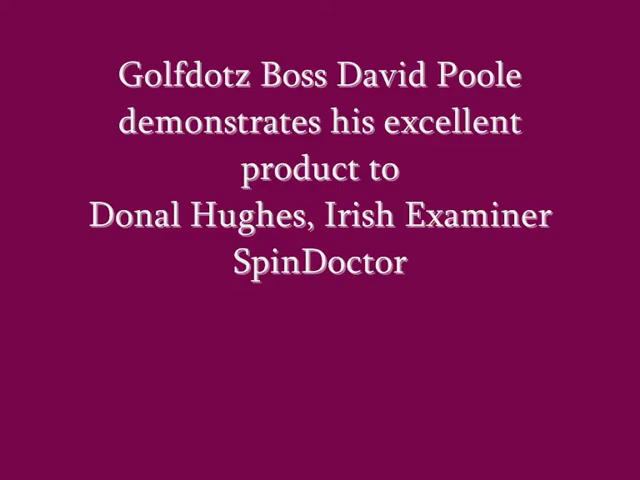 Golfdotz Boss David Poole
demonstrates his excellent
product to
Donal Hughes, Irish Examiner
SpinDoctor